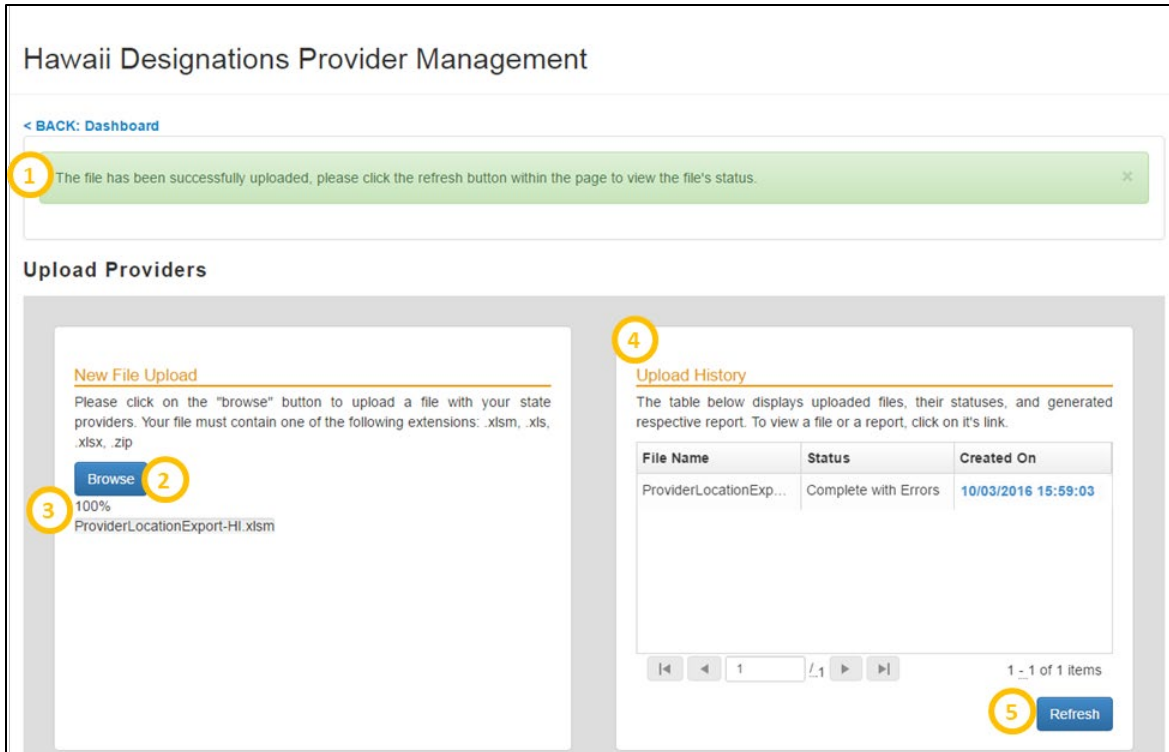 Hawaii Designations Provider Management
< BACK: Dashboard
1
The file has been successfully uploaded, please click the refresh button within the page to view the file's status.
×
Upload Providers
New File Upload
Please click on the "browse" button to upload a file with your state
providers. Your file must contain one of the following extensions: .xlsm, .xls,
.xlsx, .zip
Browse
2
3
100%
ProviderLocationExport-HI.xlsm
4
Upload History
The table below displays uploaded files, their statuses, and generated
respective report. To view a file or a report, click on it's link.
File Name Status Created On
ProviderLocationExp... Complete with Errors 10/03/2016 15:59:03
1 / 1 1 - 1 of 1 items
5
Refresh